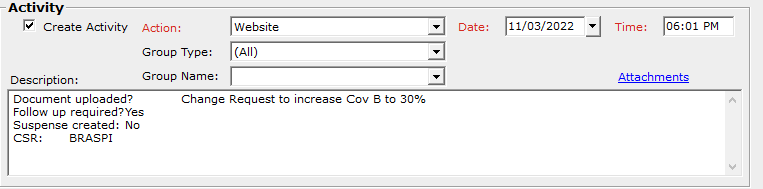 Activity
Create Activity Action: Website Date: 11/03/2022 Time: 06:01 PM
Group Type: (All)
Description: Group Name: Attachments
Document uploaded? Change Request to increase Cov B to 30%
Follow up required?Yes
Suspense created: No
CSR: BRASPI